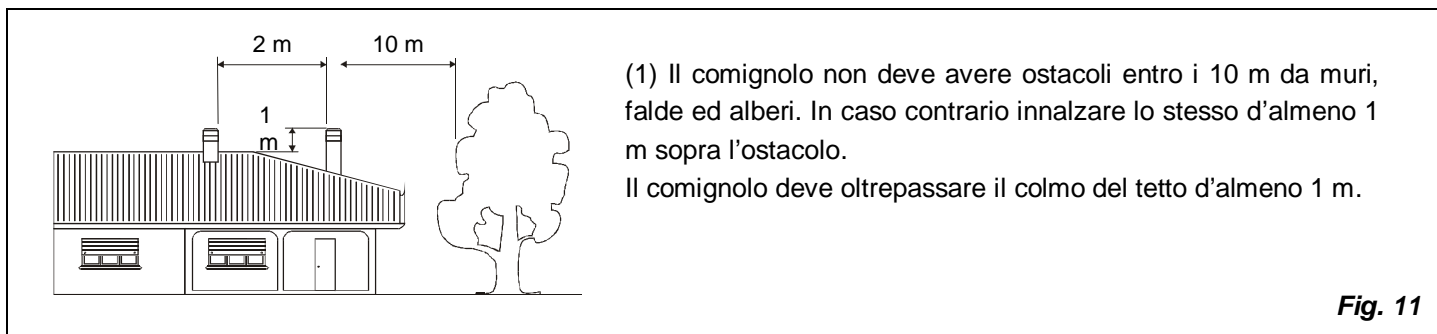 2 m
10 m
1
m
(1) Il comignolo non deve avere ostacoli entro i 10 m da muri,
falde ed alberi. In caso contrario innalzare lo stesso d’almeno 1
m sopra l’ostacolo.
Il comignolo deve oltrepassare il colmo del tetto d’almeno 1 m.
Fig. 11